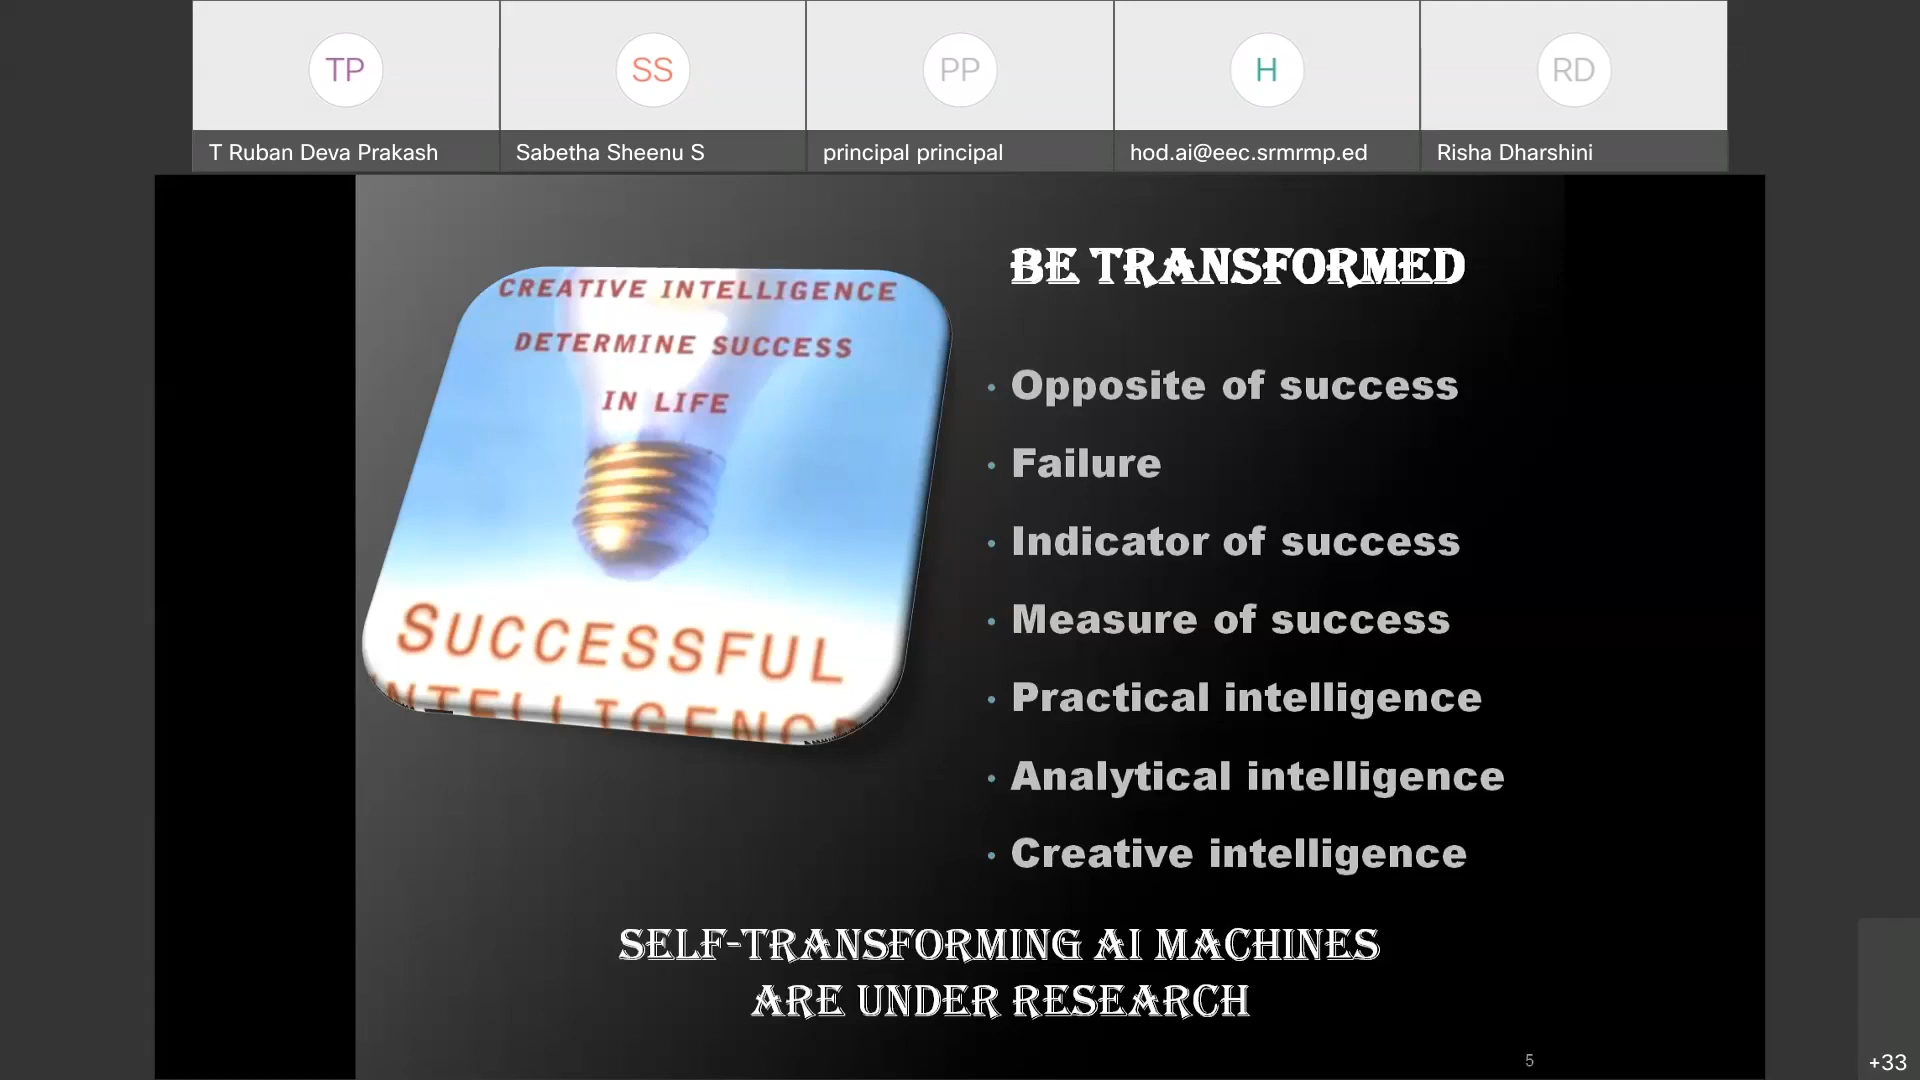 TP
SS
PP
H
RD
T Ruban Deva Prakash
Sabetha Sheenu S
principal principal
hod.ai@eec.srmrmp.ed
Risha Dharshini
BE TRANSFORMED
CREATIVE INTELLIGENCE
DETERMINE SUCCESS
IN LIFE
SUCCESSFUL
INTELLIGENCE
• Opposite of success
• Failure
• Indicator of success
• Measure of success
• Practical intelligence
• Analytical intelligence
• Creative intelligence
SELF-TRANSFORMING AI MACHINES
ARE UNDER RESEARCH
5
+33